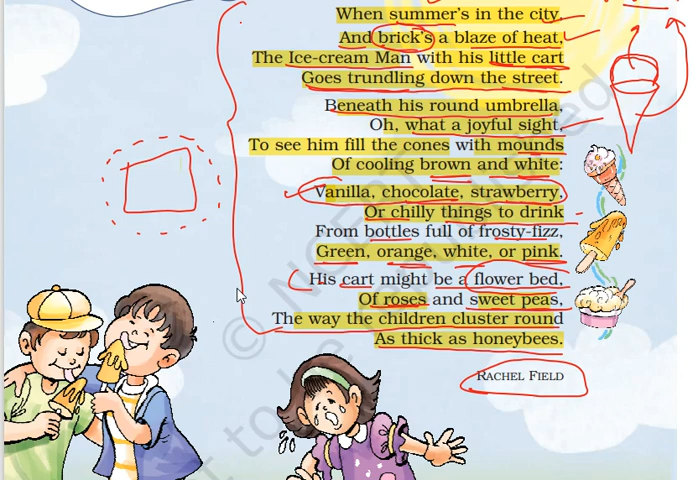 When summer's in the city,
And brick's a blaze of heat,
The Ice-cream Man with his little cart
Goes trundling down the street.
Beneath his round umbrella,
Oh, what a joyful sight,
To see him fill the cones with mounds
Of cooling brown and white:
Vanilla, chocolate, strawberry,
Or chilly things to drink
From bottles full of frosty-fizz,
Green, orange, white, or pink.
His cart might be a flower bed,
Of roses and sweet peas,
The way the children cluster round
As thick as honeybees.
RACHEL FIELD